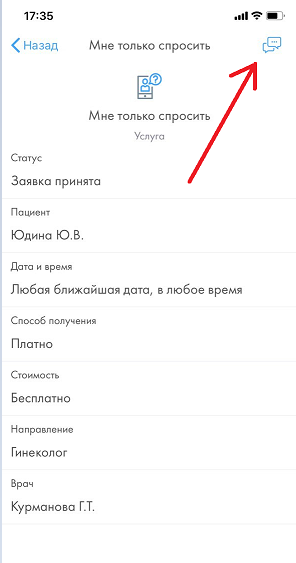 17:35
Назад
Мне только спросить
Мне только спросить
Услуга
Статус
Заявка принята
Пациент
Юдина Ю.В.
Дата и время
Любая ближайшая дата, в любое время
Способ получения
Платно
Стоимость
Бесплатно
Направление
Гинеколог
Врач
Курманова Г.Т.